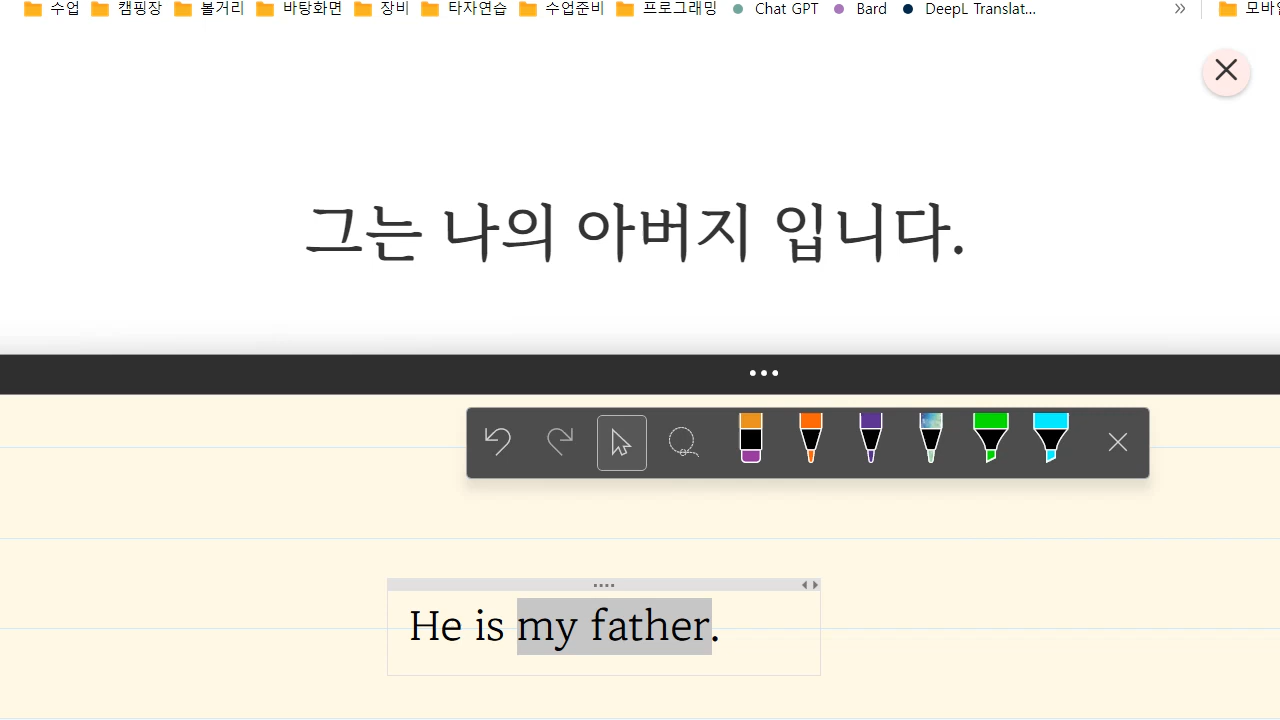 수업 캠핑장 볼거리 바탕화면 장비 타자연습 수업준비 프로그래밍 Chat GPT Bard DeepL Translat...
그는 나의 아버지 입니다.
He is my father.